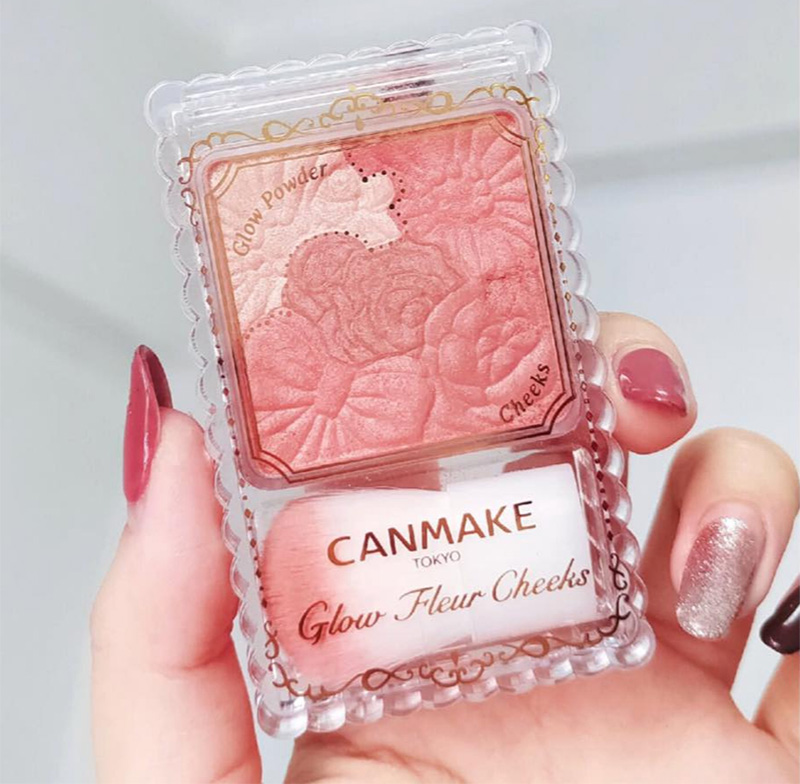 Glow Powder
Cheeks
CANMAKE
TOKYO
Glow Fleur Cheeks